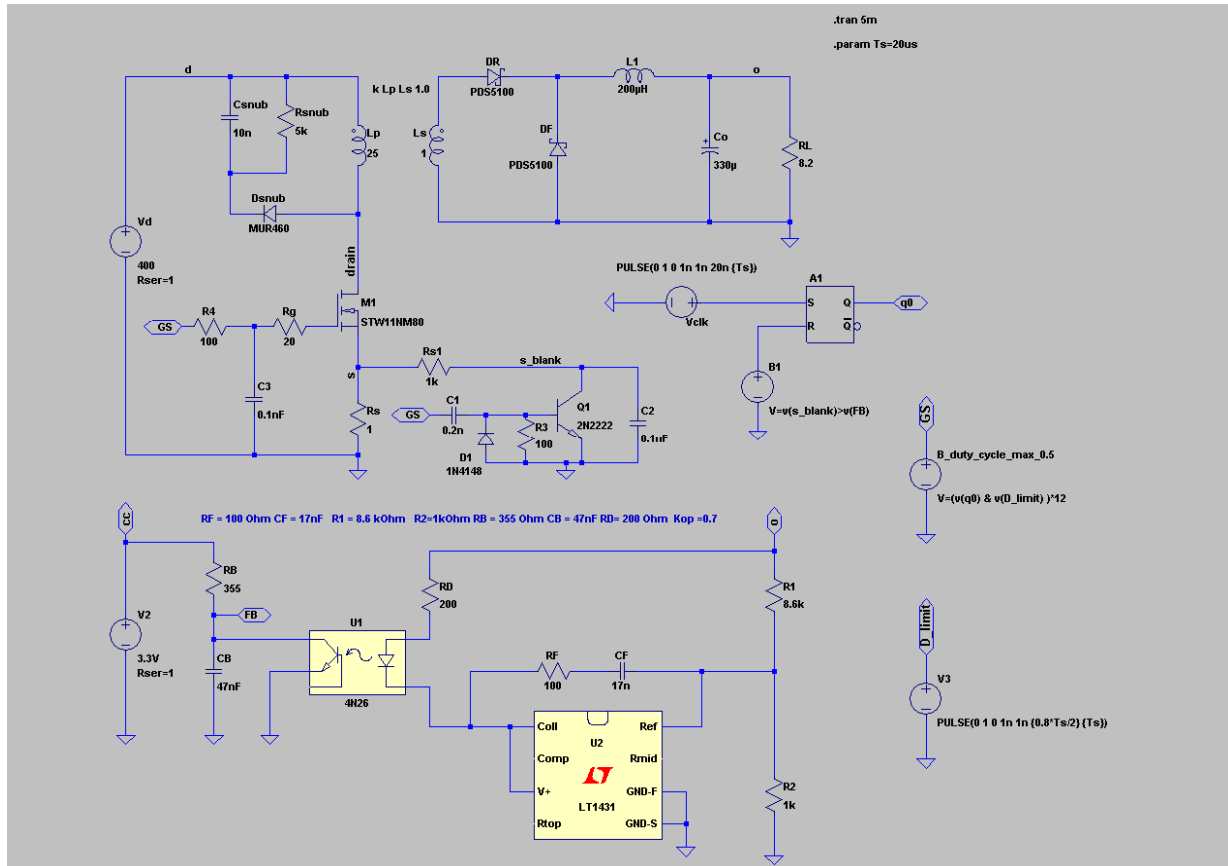 .tran 5m
.param Ts=20us
d
Csnub
10n
Rsnub
5k
Lp
25
k Lp Ls 1.0
Ls
1
DR
PDS5100
DF
PDS5100
L1
200µH
o
Co
330µ
RL
8.2
Dsnub
MUR460
Vd
400
Rser=1
drain
M1
STW11NM80
GS
R4
100
Rg
20
C3
0.1nF
s
Rs
1
Rs1
1k
s_blank
GS
C1
0.2n
D1
1N4148
R3
100
Q1
2N2222
C2
0.1uF
PULSE(0 1 0 1n 1n 20n {Ts})
Vclk
A1
S
R
Q
Q
q0
B1
V=v(s_blank)>v(FB)
GS
B_duty_cycle_max_0.5
V=(v(q0) & v(D_limit) )*12
RF = 100 Ohm CF = 17nF R1 = 8.6 kOhm R2=1kOhm RB = 355 Ohm CB = 47nF RD= 200 Ohm Kop =0.7
cc
RB
355
FB
V2
3.3V
Rser=1
CB
47nF
U1
4N26
RD
200
o
R1
8.6k
RF
100
CF
17n
Coll
Ref
U2
Comp
Rmid
V+
GND-F
LT1431
Rtop
GND-S
R2
1k
D_limit
V3
PULSE(0 1 0 1n 1n {0.8*Ts/2} {Ts})